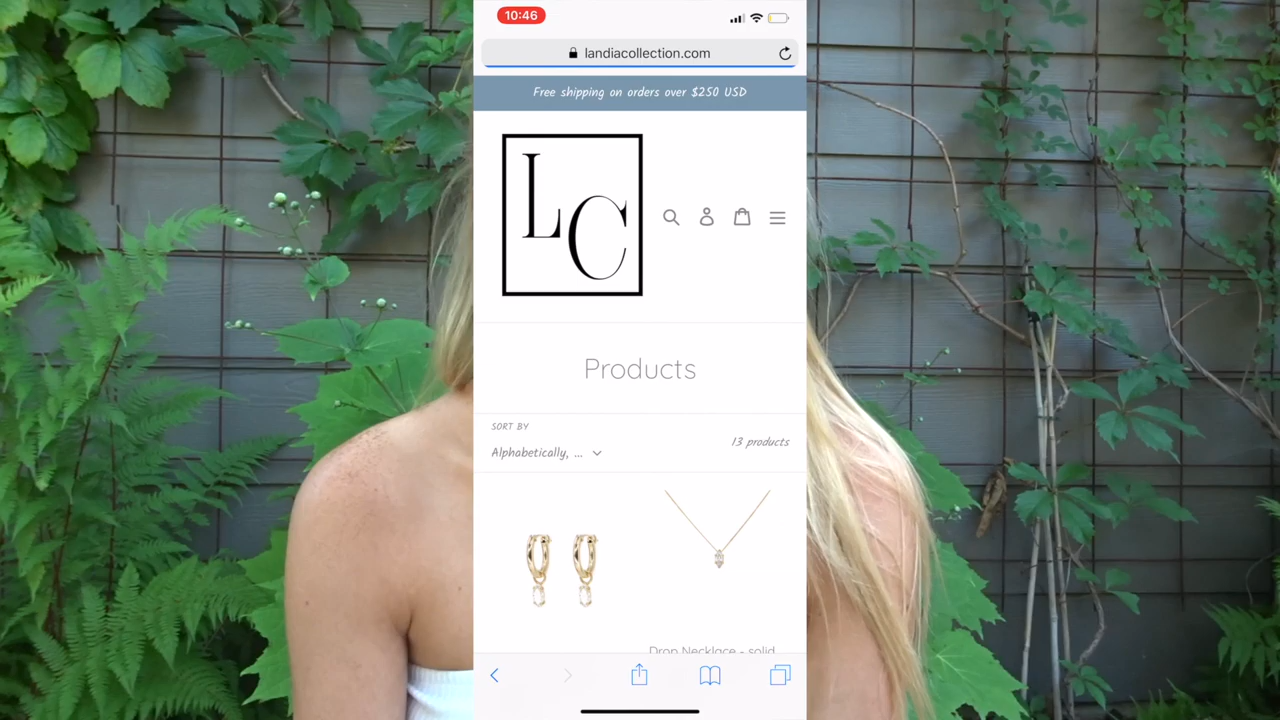 10:46
landiacollection.com
Free shipping on orders over $250 USD
LC
Products
SORT BY
Alphabetically, ...
13 products
Drop Necklace - solid